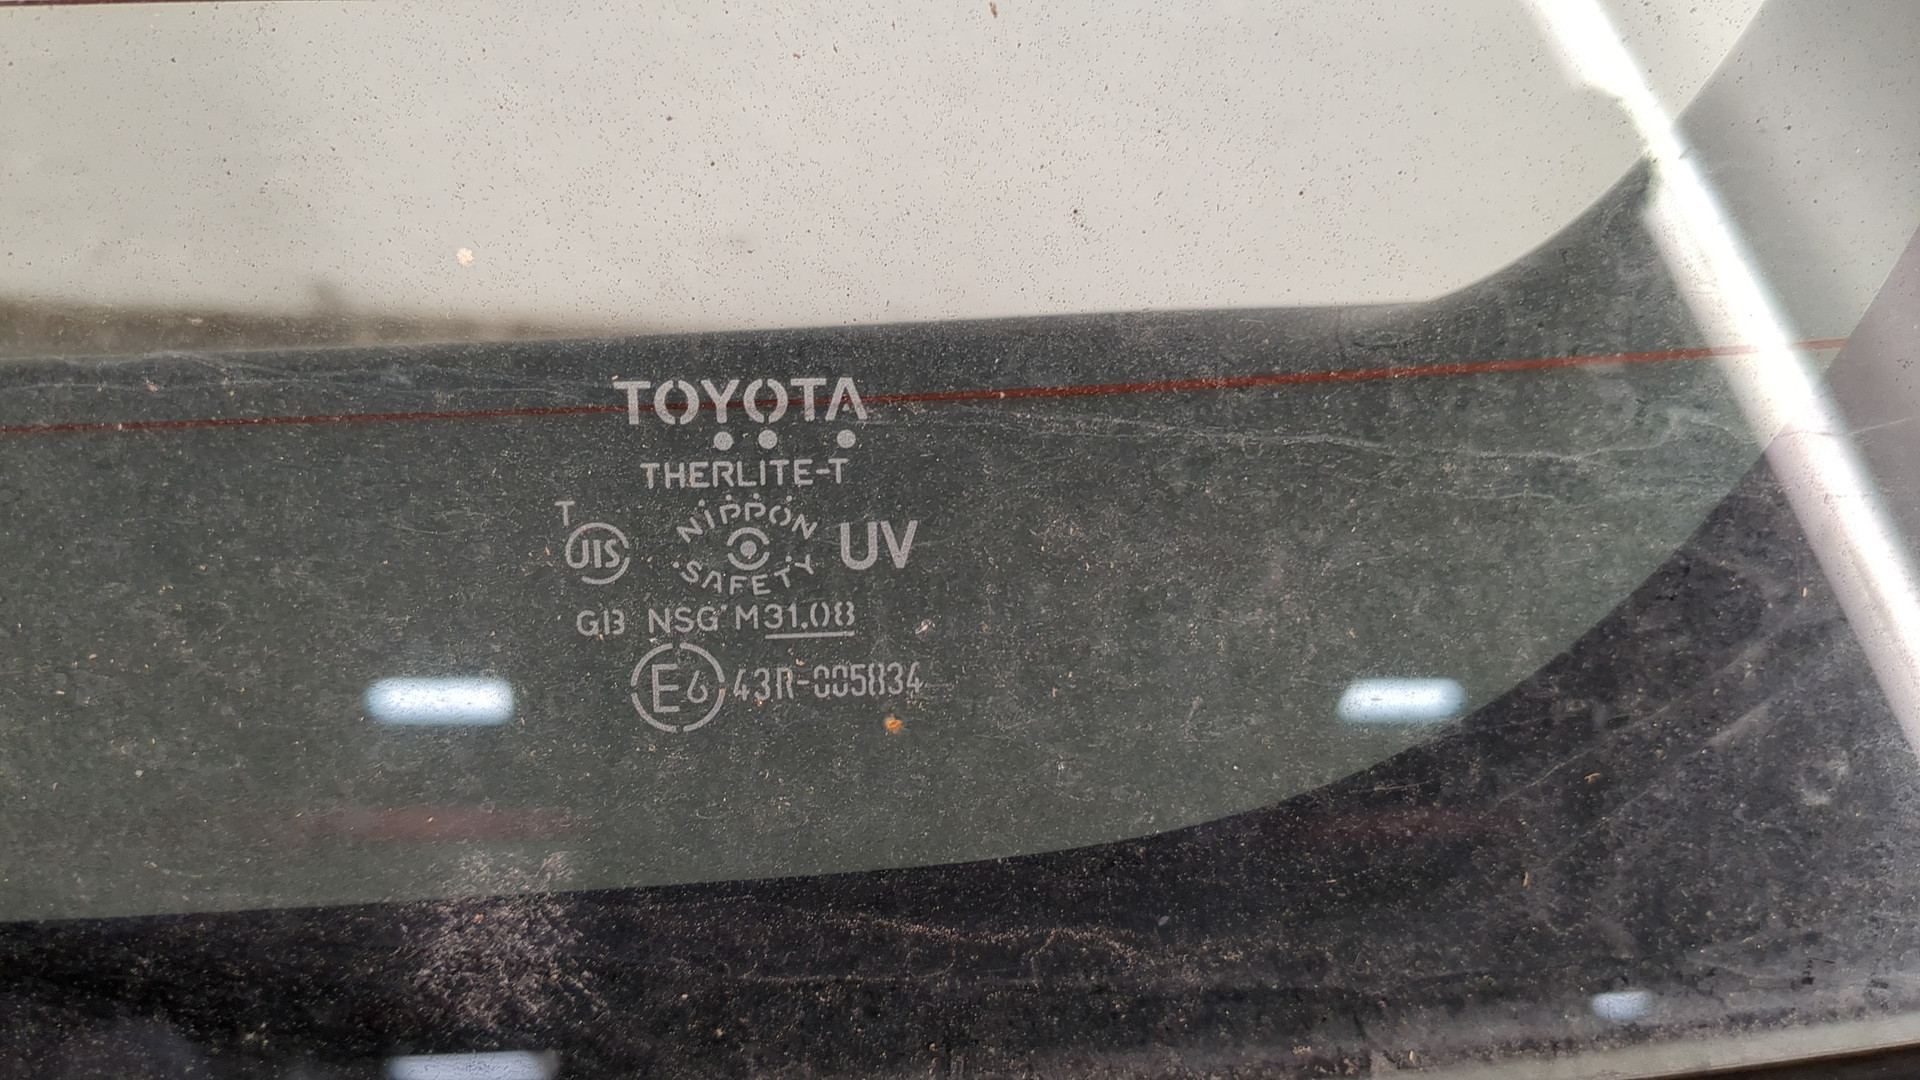 TOYOTA
THERLITE-T
T
JIS
NIPPON
SAFETY
UV
GB NSG M31.08
E6 43R-005834